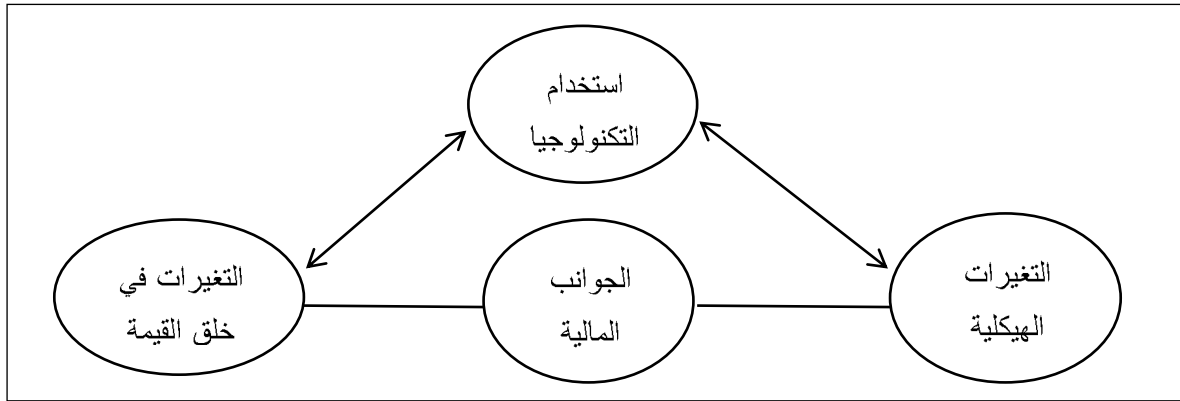 استخدام
التكنولوجيا
التغيرات
الهيكلية
الجوانب
المالية
التغيرات في
خلق القيمة